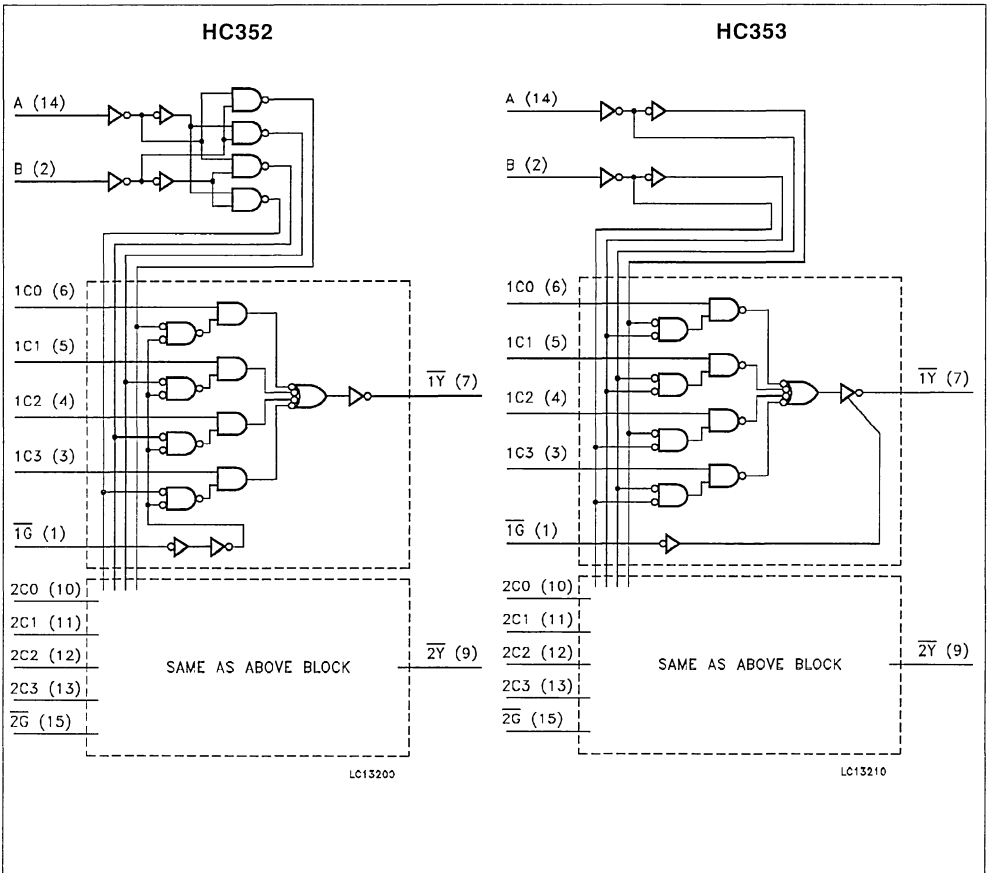 HC352
A (14)
B (2)
1C0 (6)
1C1 (5)
1C2 (4)
1C3 (3)
1G (1)
1Y (7)
2C0 (10)
2C1 (11)
2C2 (12)
2C3 (13)
2G (15)
SAME AS ABOVE BLOCK
2Y (9)
LC13200
HC353
A (14)
B (2)
1C0 (6)
1C1 (5)
1C2 (4)
1C3 (3)
1G (1)
1Y (7)
2C0 (10)
2C1 (11)
2C2 (12)
2C3 (13)
2G (15)
SAME AS ABOVE BLOCK
2Y (9)
LC13210